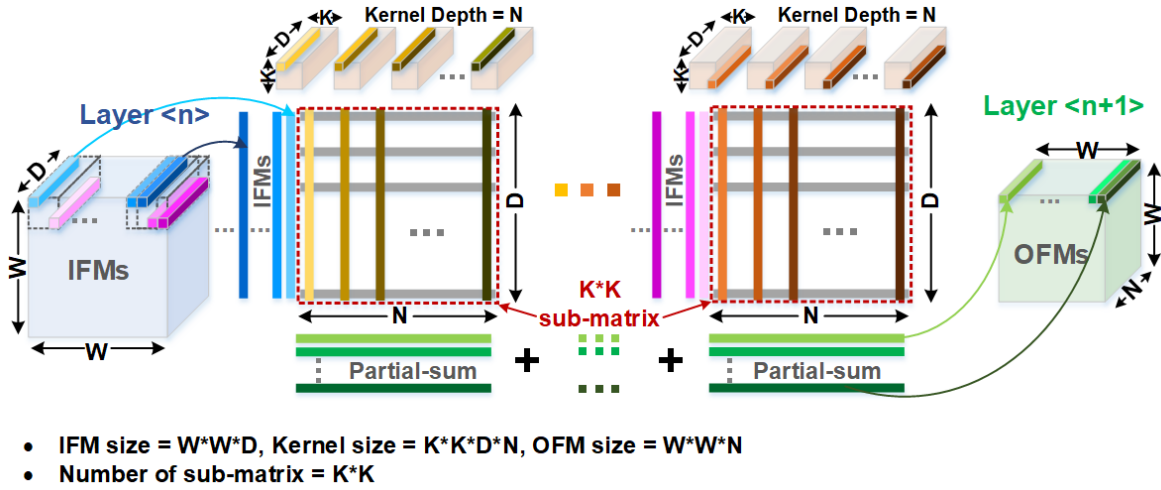 K
Kernel Depth = N
D
K
K
Kernel Depth = N
D
K
Layer <n>
Layer <n+1>
D
W
IFMs
W
IFMs
D
N
K*K
sub-matrix
IFMs
D
N
W
W
OFMs
N
Partial-sum
+
+
Partial-sum
• IFM size = W*W*D, Kernel size = K*K*D*N, OFM size = W*W*N
• Number of sub-matrix = K*K